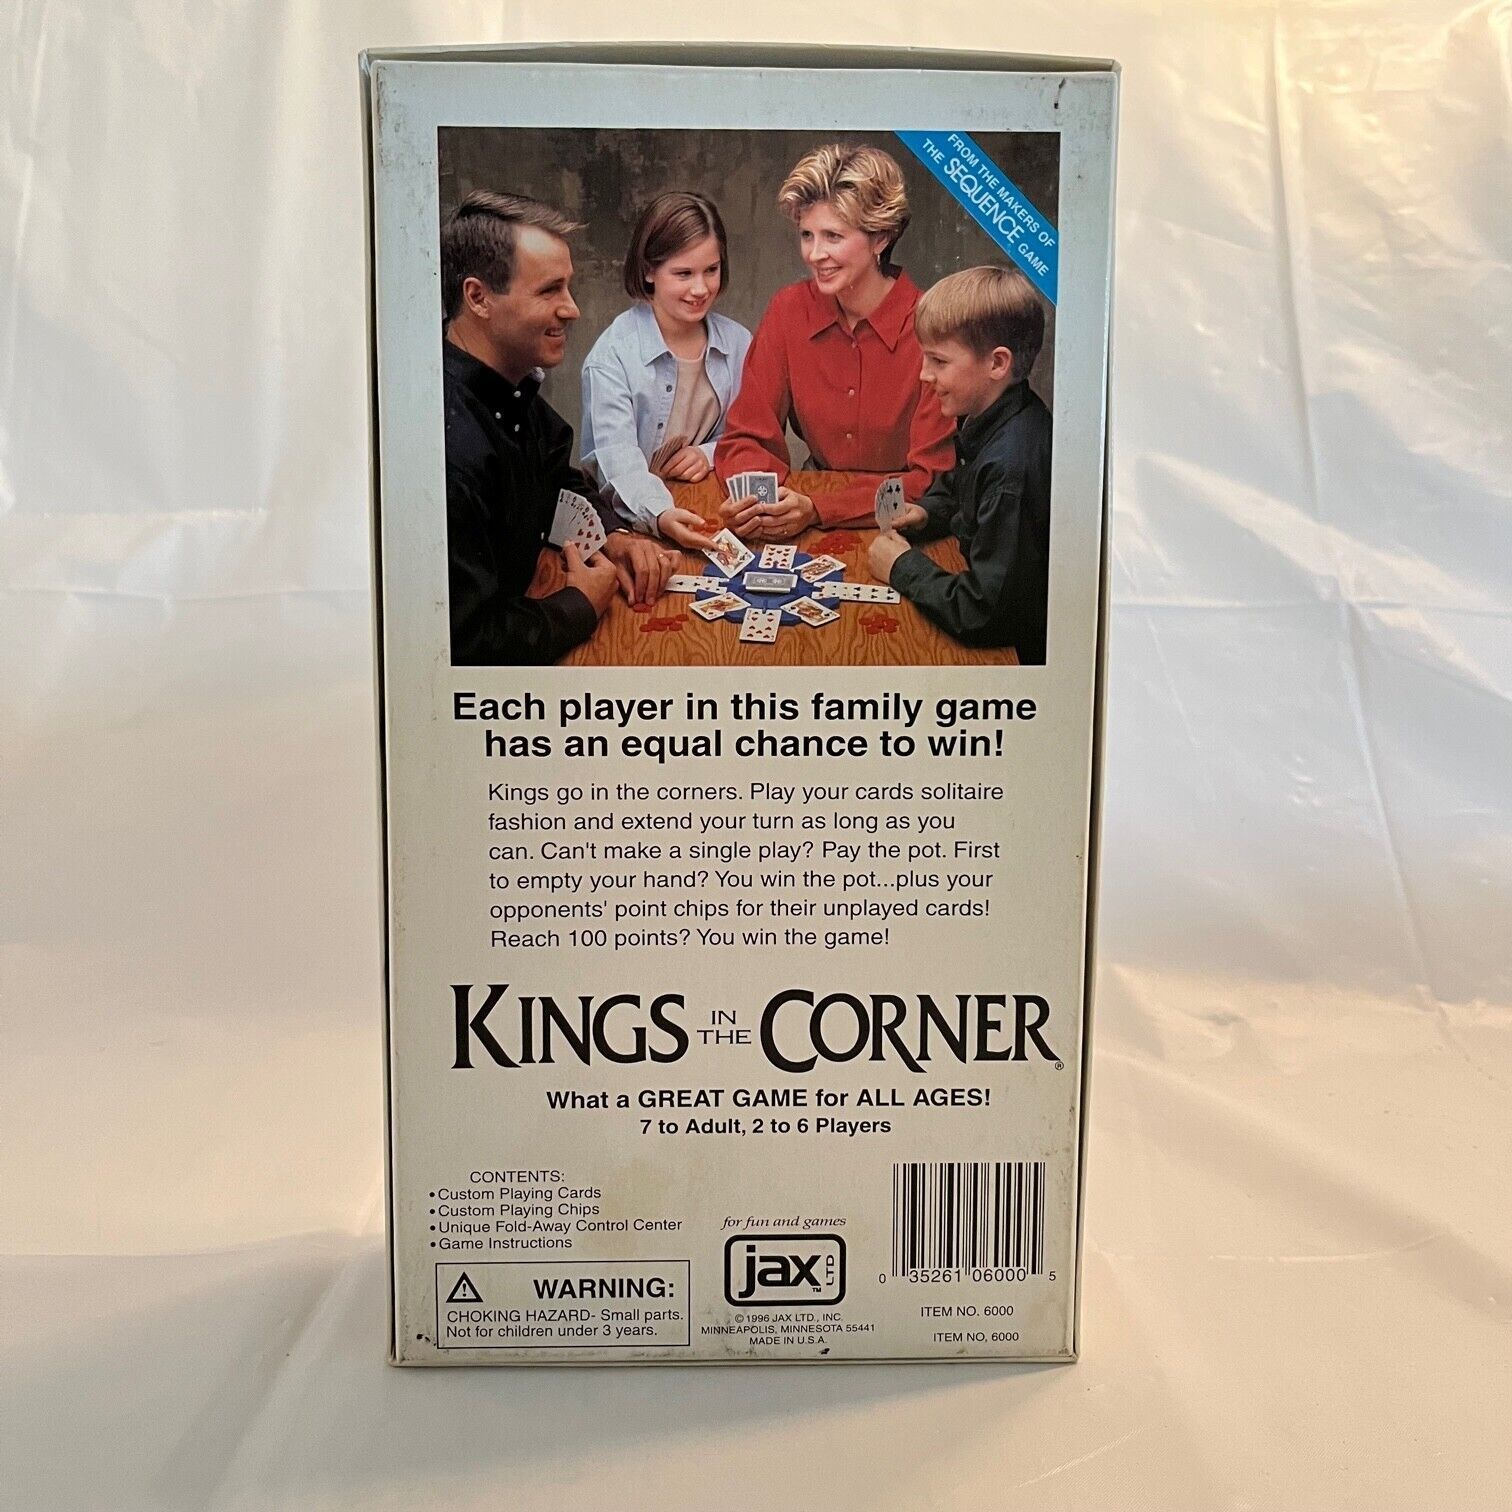 FROM THE MAKERS OF
THE SEQUENCE GAME
Each player in this family game
has an equal chance to win!
Kings go in the corners. Play your cards solitaire
fashion and extend your turn as long as you
can. Can't make a single play? Pay the pot. First
to empty your hand? You win the pot...plus your
opponents' point chips for their unplayed cards!
Reach 100 points? You win the game!
KINGS IN THE CORNER®
What a GREAT GAME for ALL AGES!
7 to Adult, 2 to 6 Players
CONTENTS:
• Custom Playing Cards
• Custom Playing Chips
• Unique Fold-Away Control Center
• Game Instructions
⚠ WARNING:
CHOKING HAZARD- Small parts.
Not for children under 3 years.
for fun and games
jax LTD ™
© 1996 JAX LTD., INC.
MINNEAPOLIS, MINNESOTA 55441
MADE IN U.S.A.
0 35261 06000 5
ITEM NO. 6000
ITEM NO, 6000